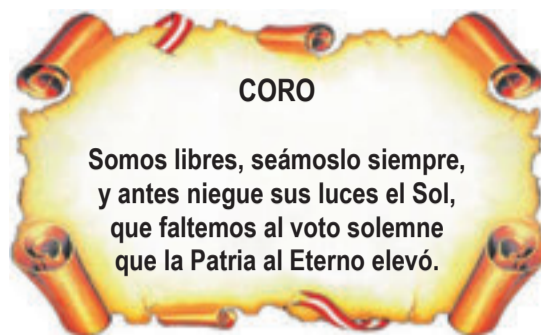 CORO
Somos libres, seámoslo siempre,
y antes niegue sus luces el Sol,
que faltemos al voto solemne
que la Patria al Eterno elevó.